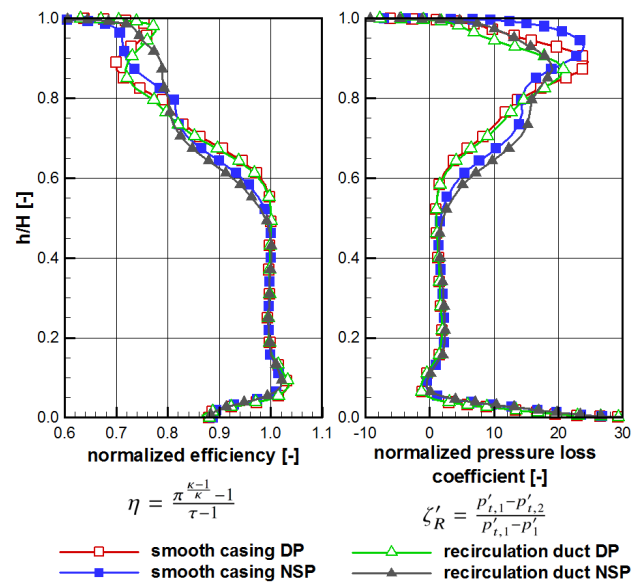 1.0
0.8
0.6
0.4
0.2
0.0
h/H [-]
0.6 0.7 0.8 0.9 1.0 1.1
normalized efficiency [-]
1.0
0.8
0.6
0.4
0.2
0.0
-10 0 10 20 30
normalized pressure loss
coefficient [-]
η = (π^((κ−1)/κ) −1)/(τ−1)
ζ′_R = (p′_{t,1}−p′_{t,2})/(p′_{t,1}−p′_1)
smooth casing DP
smooth casing NSP
recirculation duct DP
recirculation duct NSP